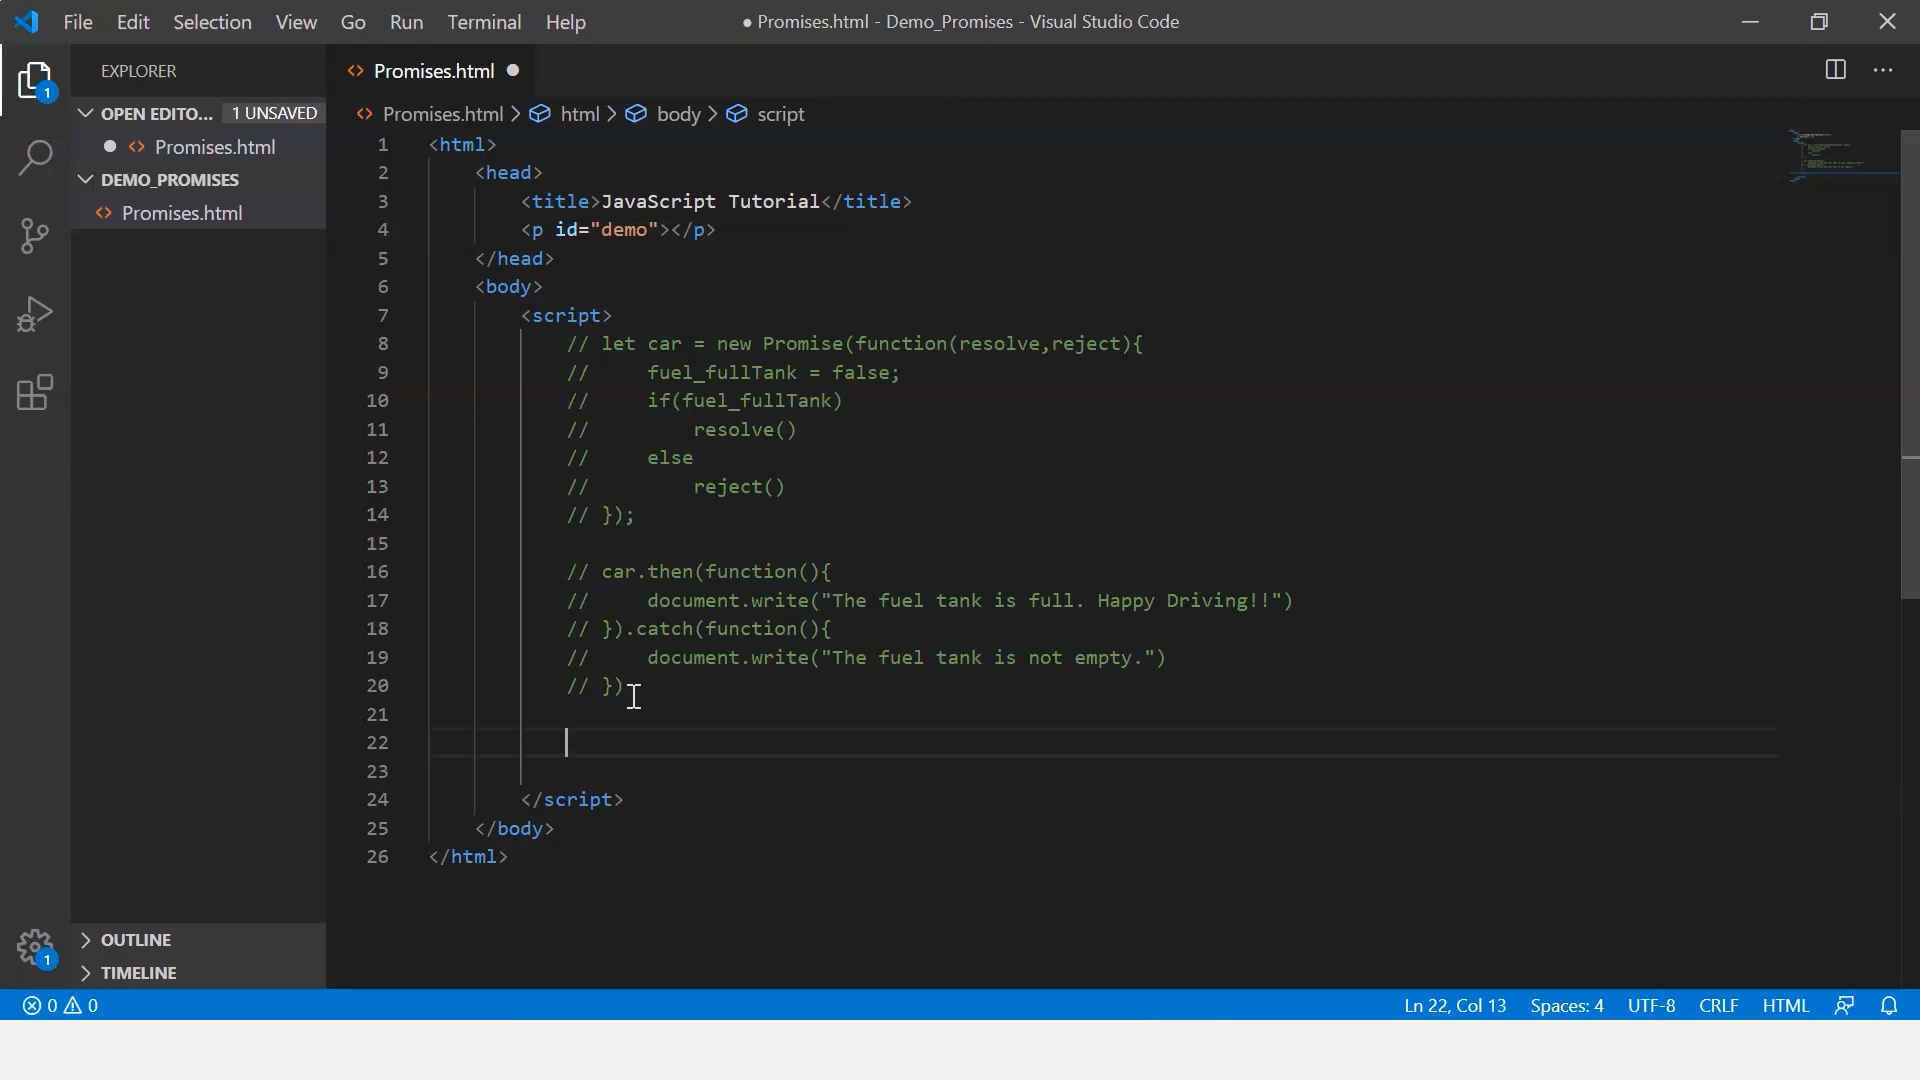 File Edit Selection View Go Run Terminal Help
● Promises.html - Demo_Promises - Visual Studio Code
EXPLORER
OPEN EDITO... 1 UNSAVED
Promises.html
DEMO_PROMISES
Promises.html
OUTLINE
TIMELINE
1
1
Promises.html
Promises.html > html > body > script
1 <html>
2 <head>
3 <title>JavaScript Tutorial</title>
4 <p id="demo"></p>
5 </head>
6 <body>
7 <script>
8 // let car = new Promise(function(resolve,reject){
9 // fuel_fullTank = false;
10 // if(fuel_fullTank)
11 // resolve()
12 // else
13 // reject()
14 // });
15
16 // car.then(function(){
17 // document.write("The fuel tank is full. Happy Driving!!")
18 // }).catch(function(){
19 // document.write("The fuel tank is not empty.")
20 // })
21
22
23
24 </script>
25 </body>
26 </html>
0 0
Ln 22, Col 13 Spaces: 4 UTF-8 CRLF HTML